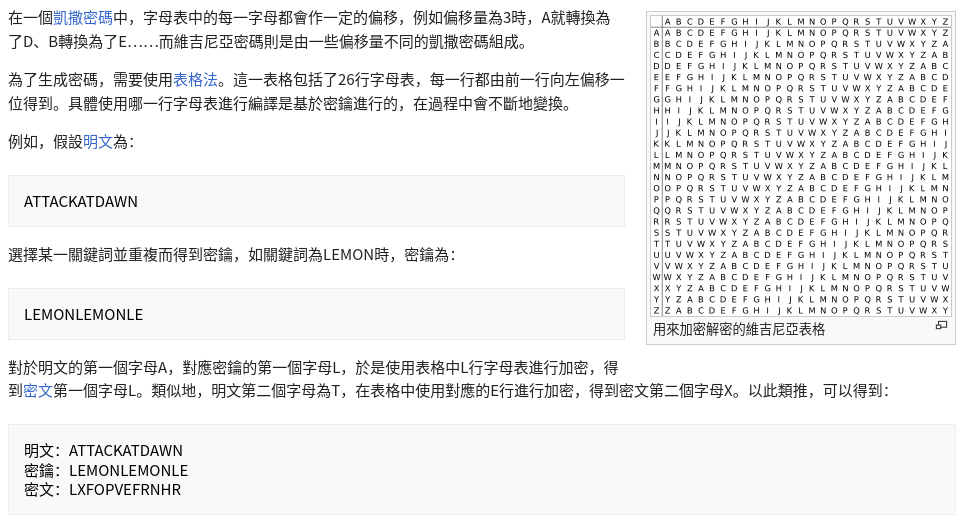 在一個凱撒密碼中，字母表中的每一字母都會作一定的偏移，例如偏移量為3時，A就轉換為
了D、B轉換為了E……而維吉尼亞密碼則是由一些偏移量不同的凱撒密碼組成。
為了生成密碼，需要使用表格法。這一表格包括了26行字母表，每一行都由前一行向左偏移一
位得到。具體使用哪一行字母表進行編譯是基於密鑰進行的，在過程中會不斷地變換。
例如，假設明文為：
ATTACKATDAWN
選擇某一關鍵詞並重複而得到密鑰，如關鍵詞為LEMON時，密鑰為：
LEMONLEMONLE
對於明文的第一個字母A，對應密鑰的第一個字母L，於是使用表格中L行字母表進行加密，得
到密文第一個字母L。類似地，明文第二個字母為T，在表格中使用對應的E行進行加密，得到密文第二個字母X。以此類推，可以得到：
明文：ATTACKATDAWN
密鑰：LEMONLEMONLE
密文：LXFOPVEFRNHR
A B C D E F G H I J K L M N O P Q R S T U V W X Y Z
A A B C D E F G H I J K L M N O P Q R S T U V W X Y Z
B B C D E F G H I J K L M N O P Q R S T U V W X Y Z A
C C D E F G H I J K L M N O P Q R S T U V W X Y Z A B
D D E F G H I J K L M N O P Q R S T U V W X Y Z A B C
E E F G H I J K L M N O P Q R S T U V W X Y Z A B C D
F F G H I J K L M N O P Q R S T U V W X Y Z A B C D E
G G H I J K L M N O P Q R S T U V W X Y Z A B C D E F
H H I J K L M N O P Q R S T U V W X Y Z A B C D E F G
I I J K L M N O P Q R S T U V W X Y Z A B C D E F G H
J J K L M N O P Q R S T U V W X Y Z A B C D E F G H I
K K L M N O P Q R S T U V W X Y Z A B C D E F G H I J
L L M N O P Q R S T U V W X Y Z A B C D E F G H I J K
M M N O P Q R S T U V W X Y Z A B C D E F G H I J K L
N N O P Q R S T U V W X Y Z A B C D E F G H I J K L M
O O P Q R S T U V W X Y Z A B C D E F G H I J K L M N
P P Q R S T U V W X Y Z A B C D E F G H I J K L M N O
Q Q R S T U V W X Y Z A B C D E F G H I J K L M N O P
R R S T U V W X Y Z A B C D E F G H I J K L M N O P Q
S S T U V W X Y Z A B C D E F G H I J K L M N O P Q R
T T U V W X Y Z A B C D E F G H I J K L M N O P Q R S
U U V W X Y Z A B C D E F G H I J K L M N O P Q R S T
V V W X Y Z A B C D E F G H I J K L M N O P Q R S T U
W W X Y Z A B C D E F G H I J K L M N O P Q R S T U V
X X Y Z A B C D E F G H I J K L M N O P Q R S T U V W
Y Y Z A B C D E F G H I J K L M N O P Q R S T U V W X
Z Z A B C D E F G H I J K L M N O P Q R S T U V W X Y
用來加密解密的維吉尼亞表格